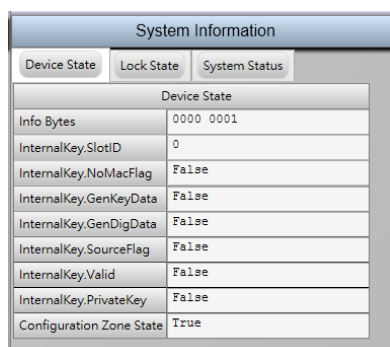 System Information
Device State Lock State System Status
Device State
Info Bytes 0000 0001
InternalKey.SlotID 0
InternalKey.NoMacFlag False
InternalKey.GenKeyData False
InternalKey.GenDigData False
InternalKey.SourceFlag False
InternalKey.Valid False
InternalKey.PrivateKey False
Configuration Zone State True